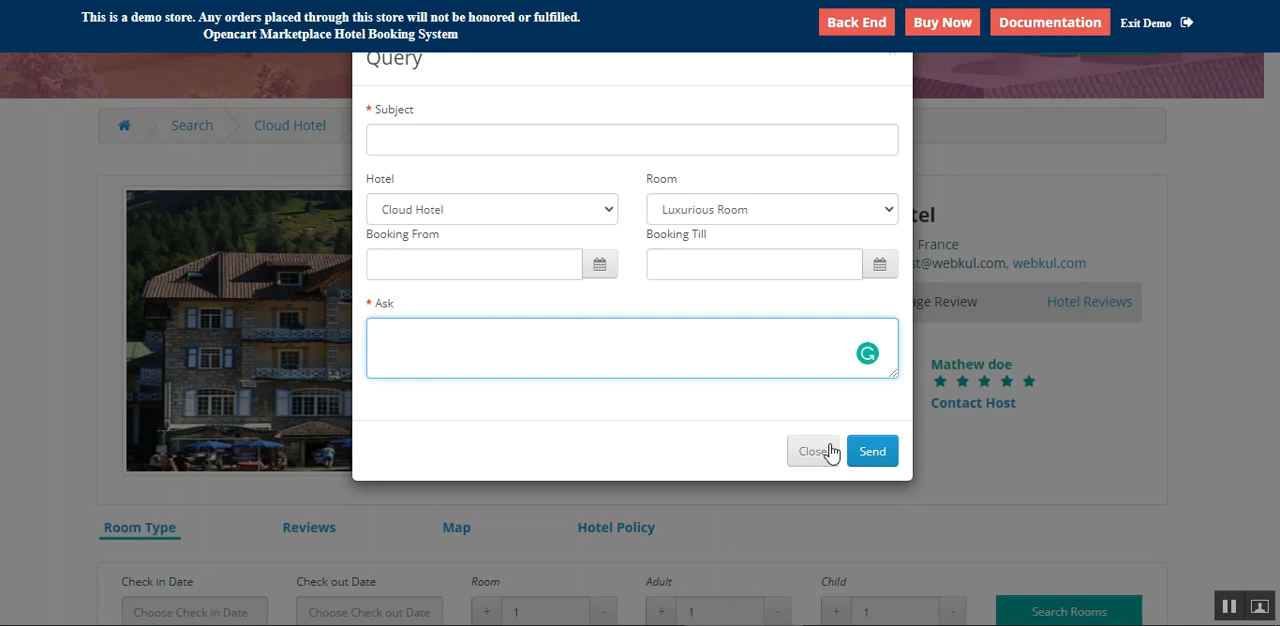 This is a demo store. Any orders placed through this store will not be honored or fulfilled.
Opencart Marketplace Hotel Booking System
Back End
Buy Now
Documentation
Exit Demo
Query
* Subject
Search
Cloud Hotel
Hotel
Room
Cloud Hotel
Luxurious Room
tel
Booking From
Booking Till
France
st@webkul.com, webkul.com
* Ask
age Review
Hotel Reviews
Mathew doe
Contact Host
Close
Send
Room Type
Reviews
Map
Hotel Policy
Check in Date
Check out Date
Room
Adult
Child
Choose Check in Date
Choose Check out Date
+ 1 -
+ 1 -
+ 1 -
Search Rooms